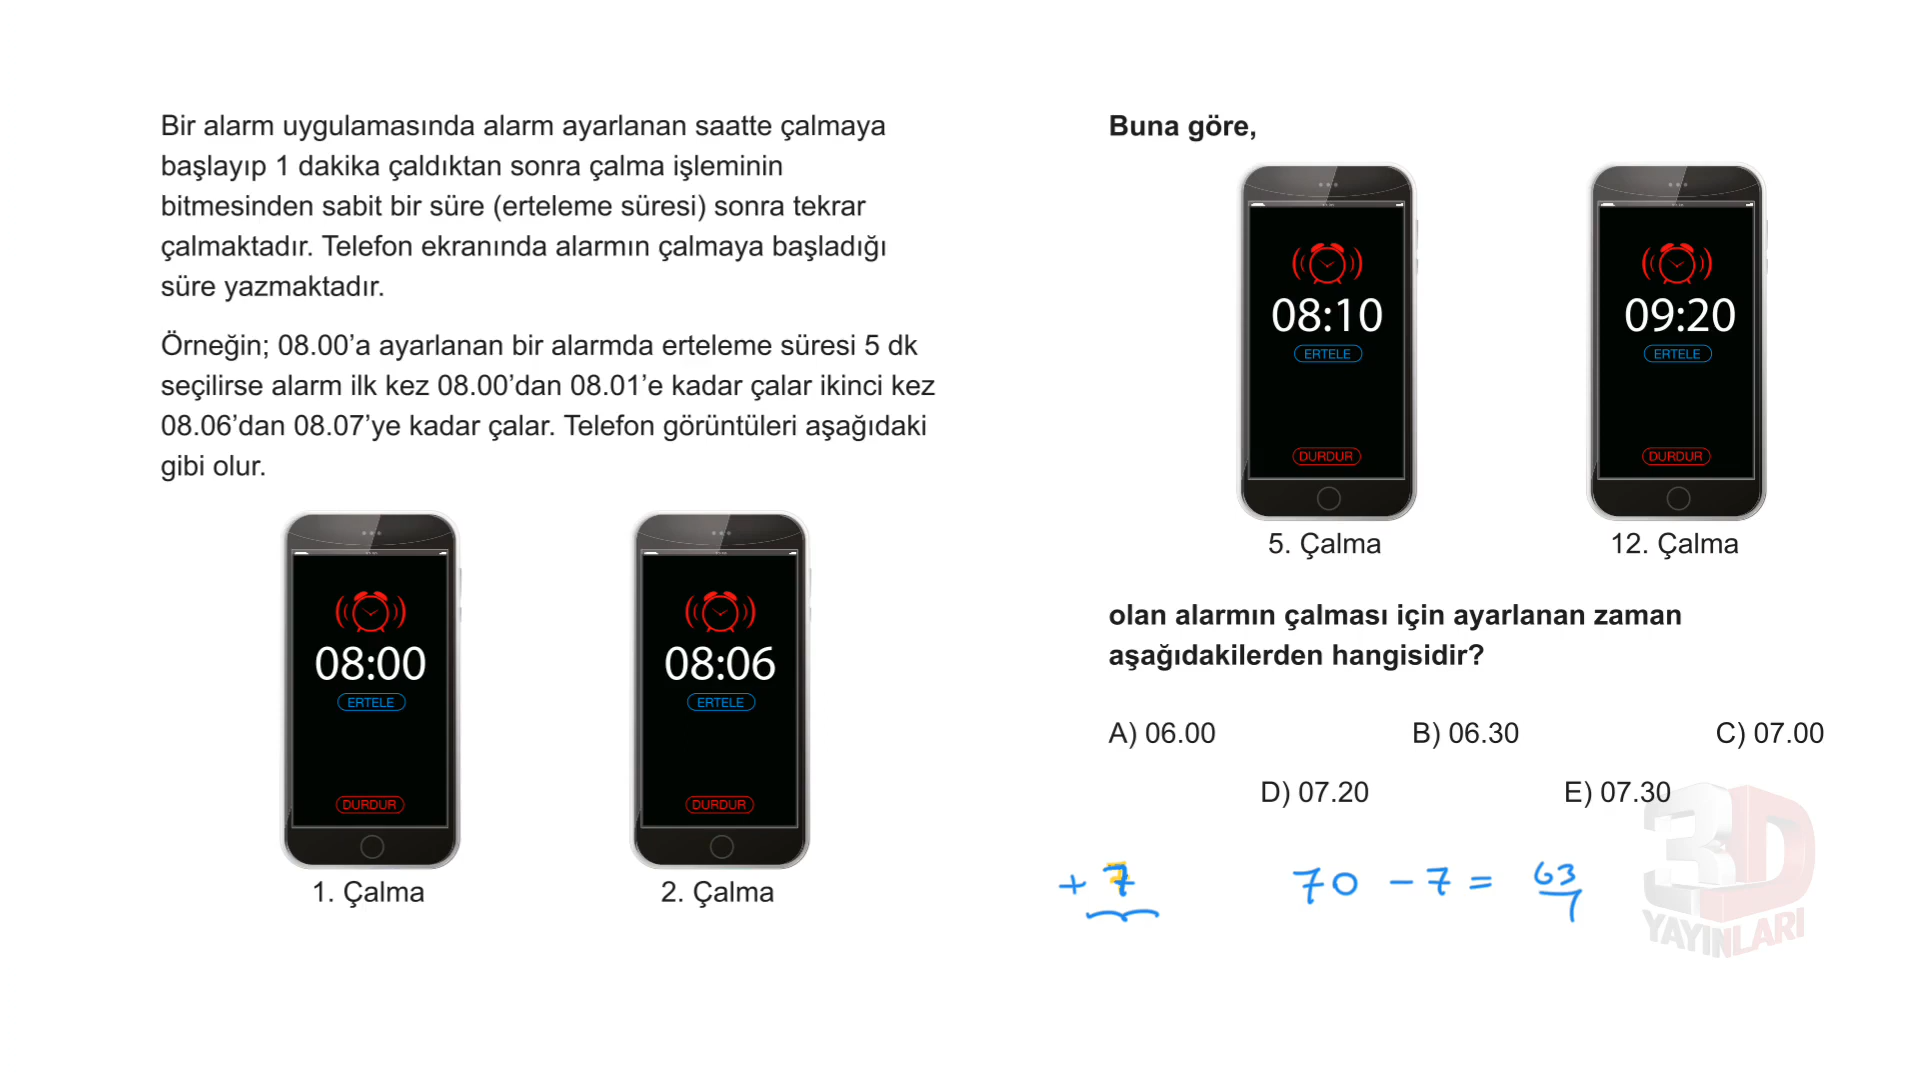 Bir alarm uygulamasında alarm ayarlanan saatte çalmaya
başlayıp 1 dakika çaldıktan sonra çalma işleminin
bitmesinden sabit bir süre (erteleme süresi) sonra tekrar
çalmaktadır. Telefon ekranında alarmın çalmaya başladığı
süre yazmaktadır.
Örneğin; 08.00’a ayarlanan bir alarmda erteleme süresi 5 dk
seçilirse alarm ilk kez 08.00’dan 08.01’e kadar çalar ikinci kez
08.06’dan 08.07’ye kadar çalar. Telefon görüntüleri aşağıdaki
gibi olur.
08:00
ERTELE
DURDUR
1. Çalma
08:06
ERTELE
DURDUR
2. Çalma
Buna göre,
08:10
ERTELE
DURDUR
5. Çalma
09:20
ERTELE
DURDUR
12. Çalma
olan alarmın çalması için ayarlanan zaman
aşağıdakilerden hangisidir?
A) 06.00 B) 06.30 C) 07.00
D) 07.20 E) 07.30
+ 7 70 - 7 = 63
3D
YAYINLARI